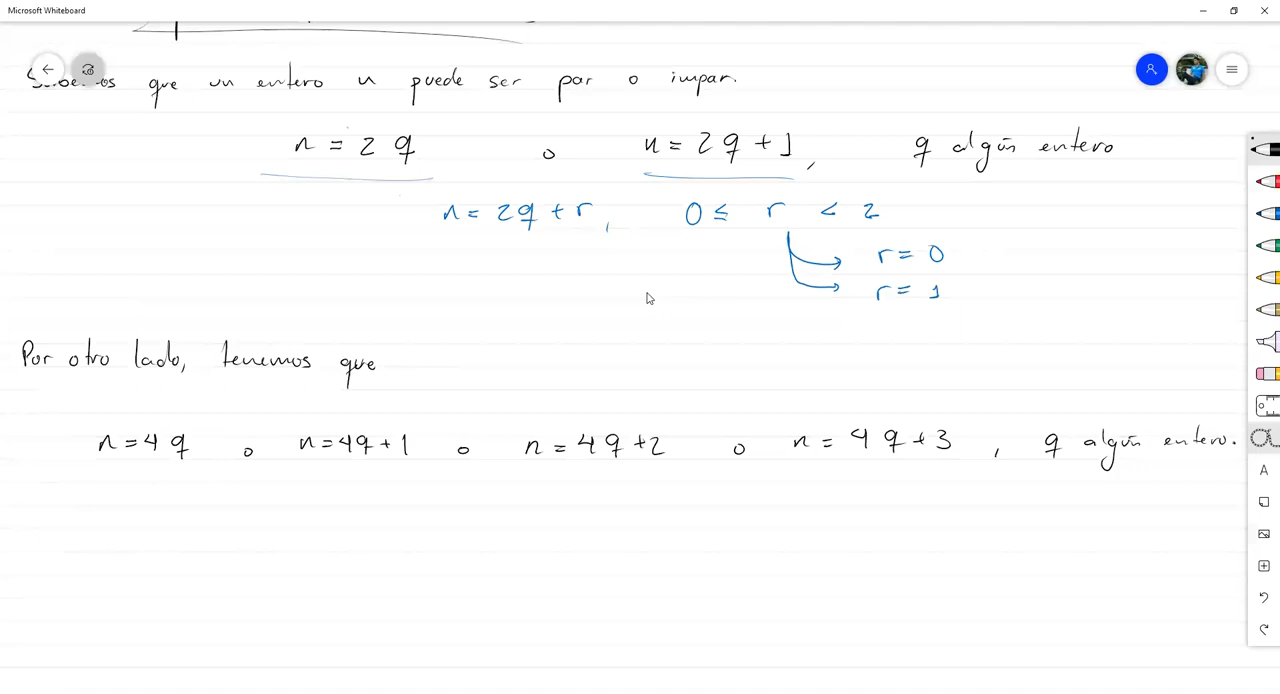 Microsoft Whiteboard
que un entero n puede ser par o impar.
n = 2q o n = 2q + 1, q algún entero
n = 2q + r, 0 ≤ r < 2
r = 0
r = 1
Por otro lado, tenemos que
n = 4q o n = 4q + 1 o n = 4q + 2 o n = 4q + 3, q algún entero.
A